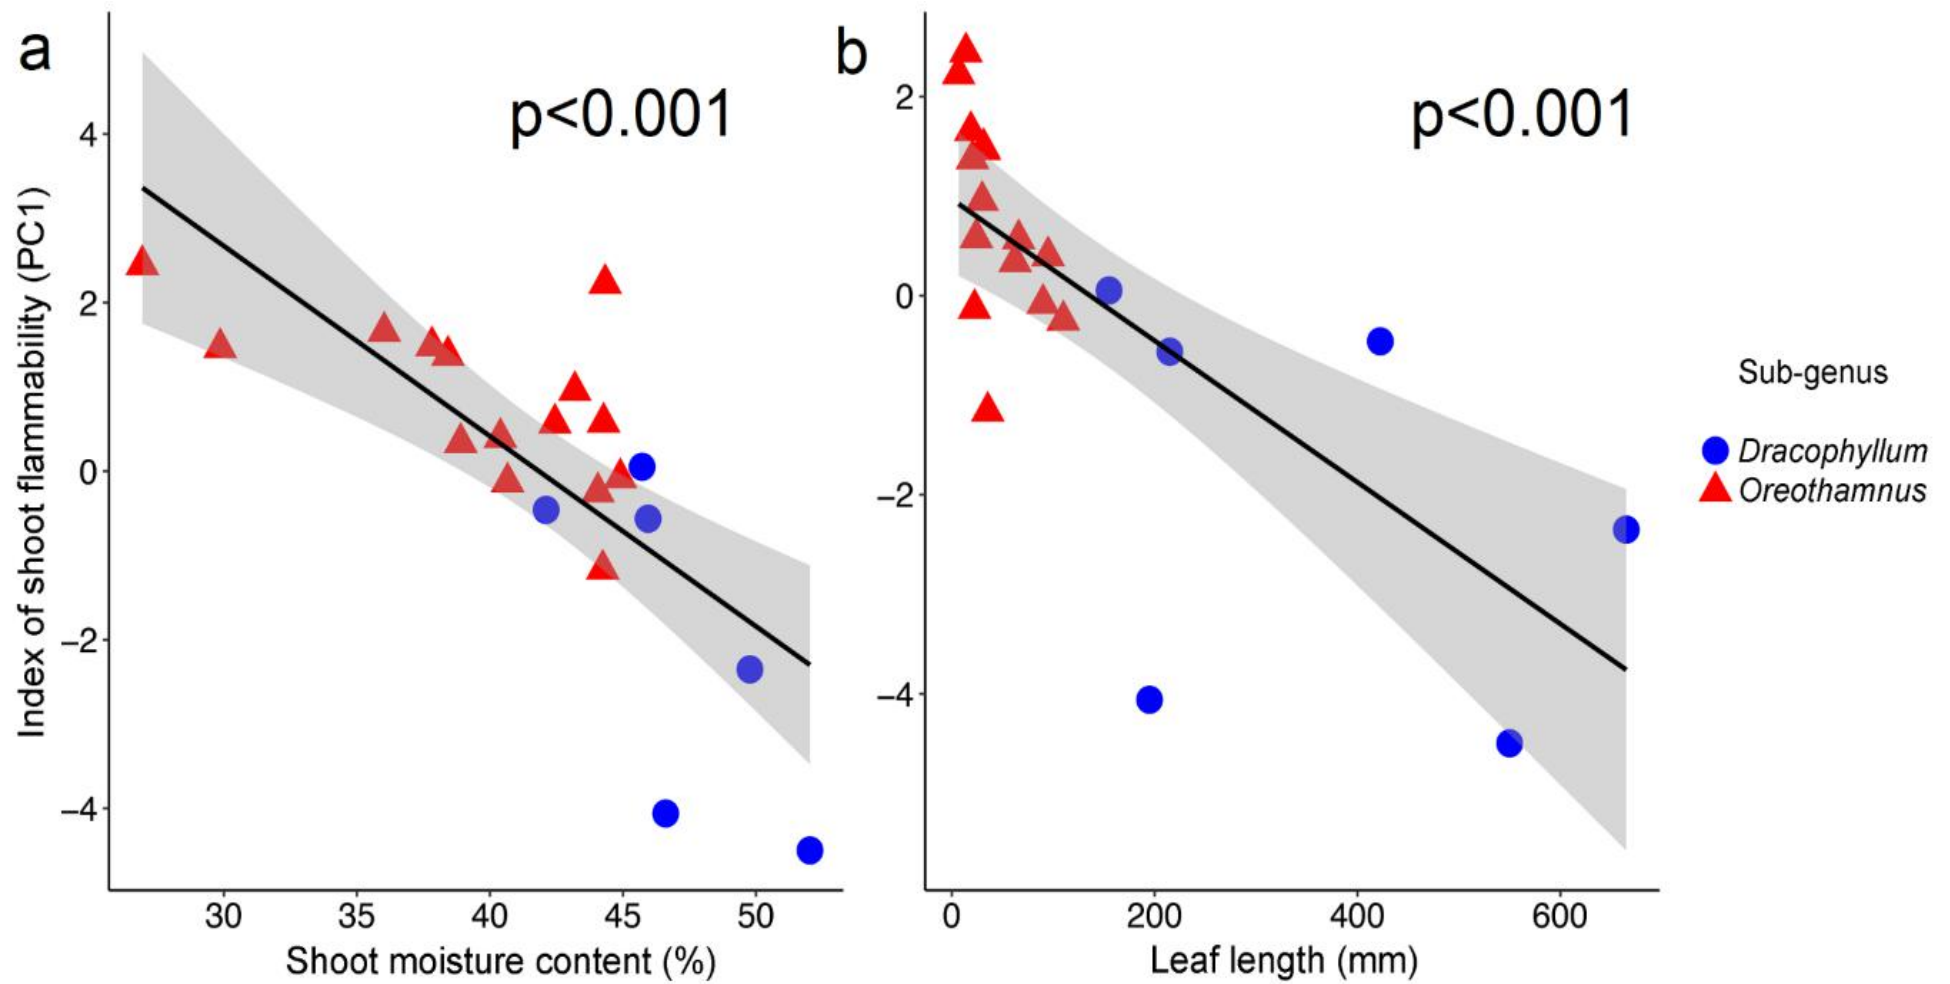 a
p<0.001
Index of shoot flammability (PC1)
4
2
0
−2
−4
30 35 40 45 50
Shoot moisture content (%)
b
p<0.001
2
0
−2
−4
0 200 400 600
Leaf length (mm)
Sub-genus
Dracophyllum
Oreothamnus